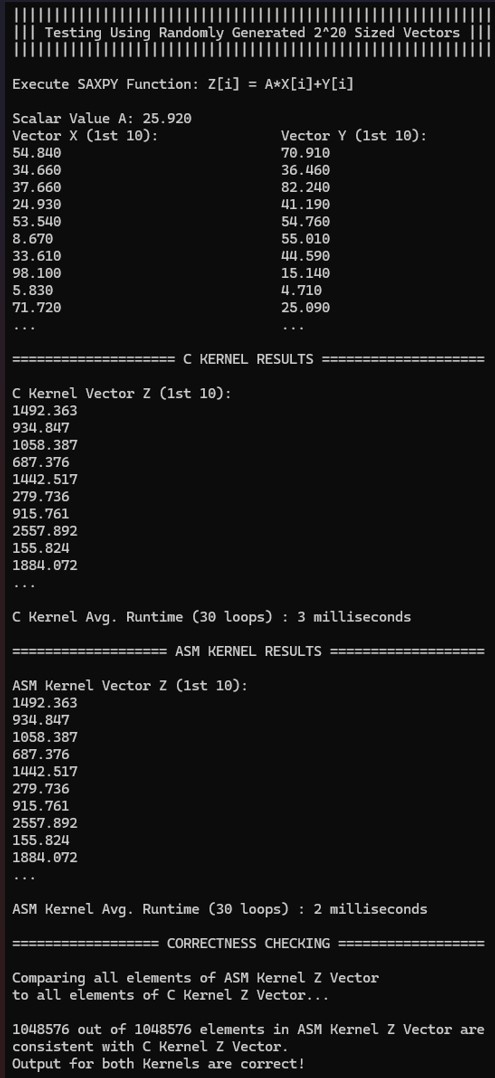 ||||||||||||||||||||||||||||||||||||||||||||||||||||||||||||
||| Testing Using Randomly Generated 2^20 Sized Vectors |||
||||||||||||||||||||||||||||||||||||||||||||||||||||||||||||
Execute SAXPY Function: Z[i] = A*X[i]+Y[i]
Scalar Value A: 25.920
Vector X (1st 10):               Vector Y (1st 10):
54.840                           70.910
34.660                           36.460
37.660                           82.240
24.930                           41.190
53.540                           54.760
8.670                            55.010
33.610                           44.590
98.100                           15.140
5.830                            4.710
71.720                           25.090
...                              ...
==================== C KERNEL RESULTS ====================
C Kernel Vector Z (1st 10):
1492.363
934.847
1058.387
687.376
1442.517
279.736
915.761
2557.892
155.824
1884.072
...
C Kernel Avg. Runtime (30 loops) : 3 milliseconds
=================== ASM KERNEL RESULTS ===================
ASM Kernel Vector Z (1st 10):
1492.363
934.847
1058.387
687.376
1442.517
279.736
915.761
2557.892
155.824
1884.072
...
ASM Kernel Avg. Runtime (30 loops) : 2 milliseconds
================== CORRECTNESS CHECKING ==================
Comparing all elements of ASM Kernel Z Vector
to all elements of C Kernel Z Vector...
1048576 out of 1048576 elements in ASM Kernel Z Vector are
consistent with C Kernel Z Vector.
Output for both Kernels are correct!